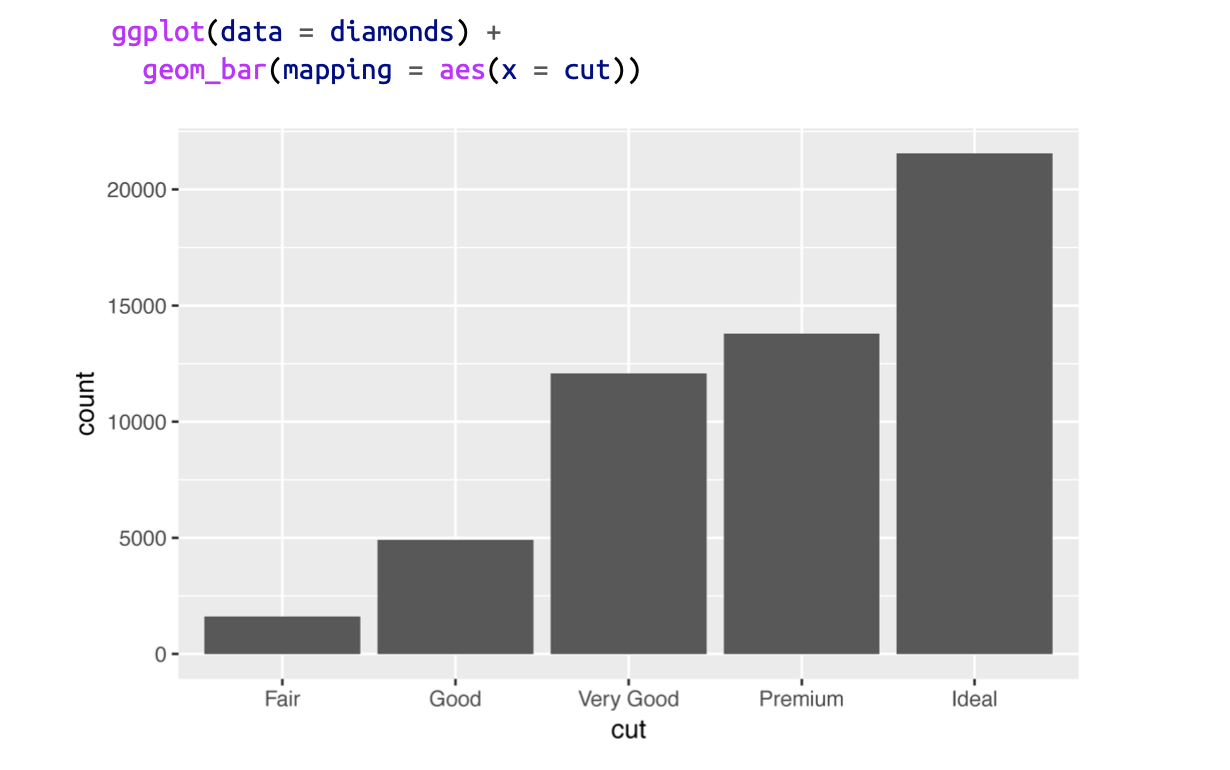 ggplot(data = diamonds) +
  geom_bar(mapping = aes(x = cut))
20000
15000
10000
5000
0
count
Fair Good Very Good Premium Ideal
cut